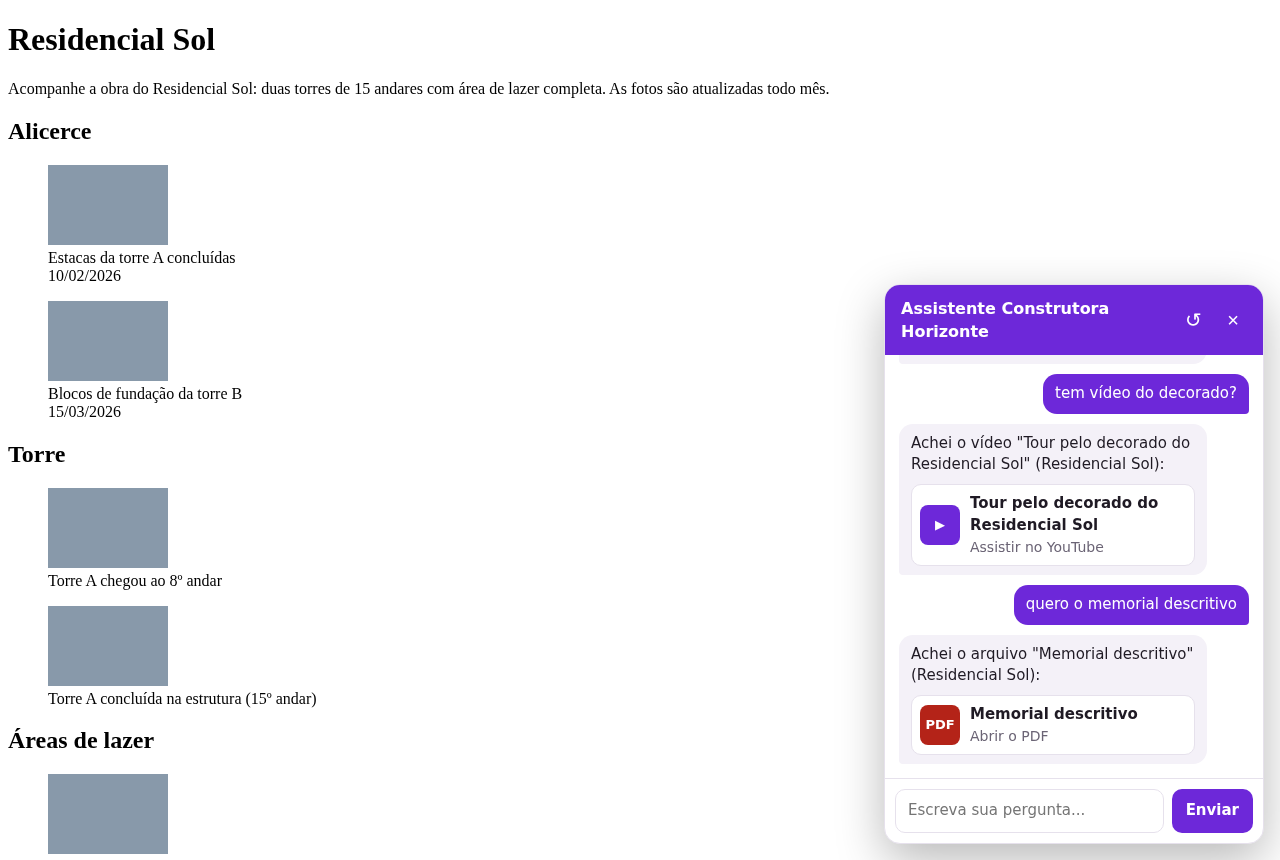 Residencial Sol
Acompanhe a obra do Residencial Sol: duas torres de 15 andares com área de lazer completa. As fotos são atualizadas todo mês.
Alicerce
Estacas da torre A concluídas
10/02/2026
Blocos de fundação da torre B
15/03/2026
Torre
Torre A chegou ao 8º andar
Torre A concluída na estrutura (15º andar)
Áreas de lazer
Assistente Construtora
Horizonte
↺ ×
tem vídeo do decorado?
Achei o vídeo "Tour pelo decorado do
Residencial Sol" (Residencial Sol):
Tour pelo decorado do
Residencial Sol
Assistir no YouTube
quero o memorial descritivo
Achei o arquivo "Memorial descritivo"
(Residencial Sol):
PDF
Memorial descritivo
Abrir o PDF
Escreva sua pergunta...
Enviar